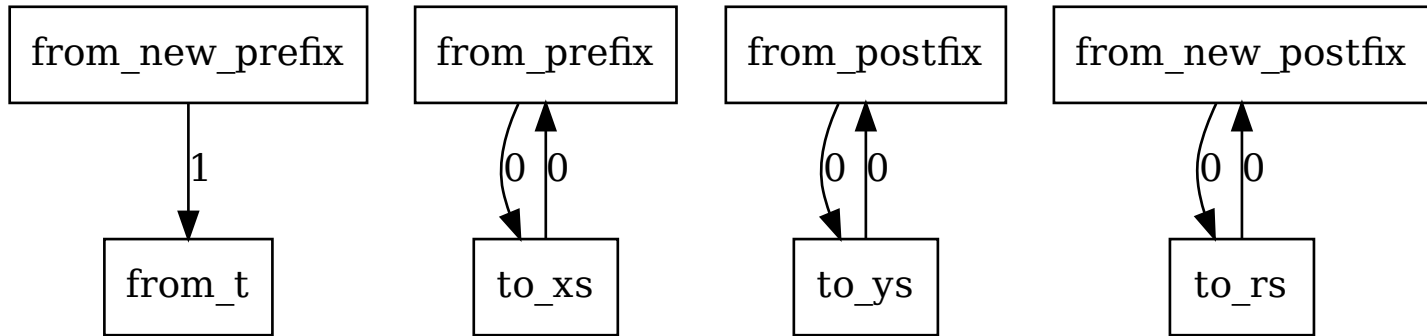 from_new_prefix from_prefix from_postfix from_new_postfix
1 0 0 0 0 0 0
from_t to_xs to_ys to_rs